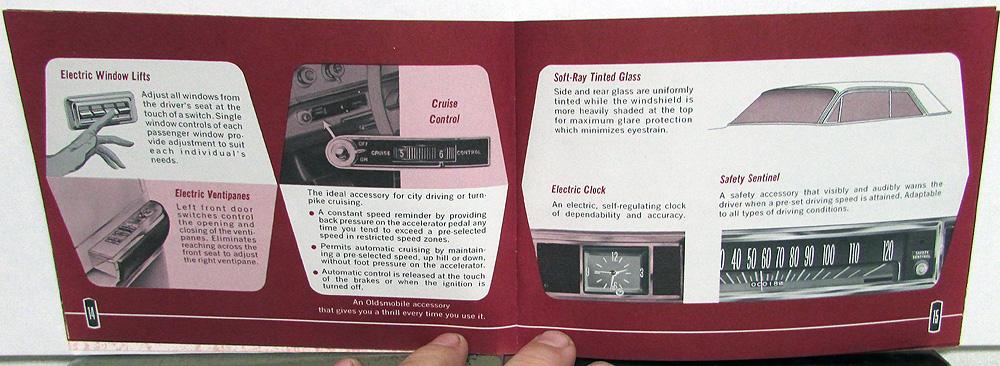 Electric Window Lifts
Adjust all windows from
the driver's seat at the
touch of a switch. Single
window controls of each
passenger window pro-
vide adjustment to suit
each individual's
needs.
Electric Ventipanes
Left front door
switches control
the opening and
closing of the venti-
panes. Eliminates
reaching across the
front seat to adjust
the right ventipane.
14
Cruise
Control
OFF
ON
CRUISE
5
6
CONTROL
The ideal accessory for city driving or turn-
pike cruising.
● A constant speed reminder by providing
back pressure on the accelerator pedal any
time you tend to exceed a pre-selected
speed in restricted speed zones.
● Permits automatic cruising by maintain-
ing a pre-selected speed, up hill or down,
without foot pressure on the accelerator.
● Automatic control is released at the touch
of the brakes or when the ignition is
turned off.
An Oldsmobile accessory
that gives you a thrill every time you use it.
Soft-Ray Tinted Glass
Side and rear glass are uniformly
tinted while the windshield is
more heavily shaded at the top
for maximum glare protection
which minimizes eyestrain.
Electric Clock
An electric, self-regulating clock
of dependability and accuracy.
12
3
9
Safety Sentinel
A safety accessory that visibly and audibly warns the
driver when a pre-set driving speed is attained. Adaptable
to all types of driving conditions.
40 50 60 70 80 90 100 120
000180
SAFETY
SENTINEL
15